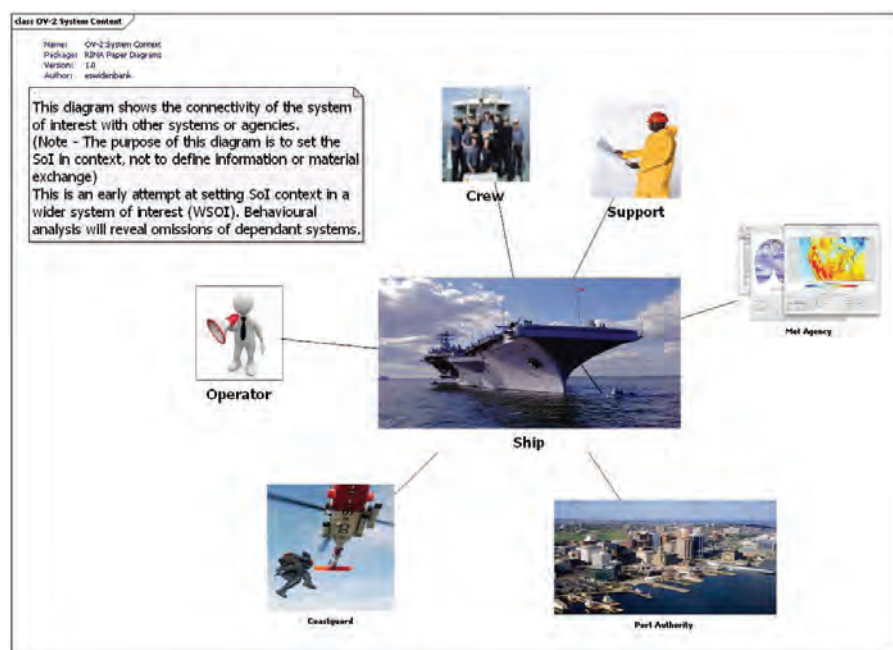 class OV-2 System Context
Name: OV-2 System Context
Package: RINA Paper Diagrams
Version: 1.0
Author: eswidenbank
This diagram shows the connectivity of the system
of interest with other systems or agencies.
(Note - The purpose of this diagram is to set the
SoI in context, not to define information or material
exchange)
This is an early attempt at setting SoI context in a
wider system of interest (WSOI). Behavioural
analysis will reveal omissions of dependant systems.
Crew
Support
Met Agency
Operator
Ship
Coastguard
Port Authority